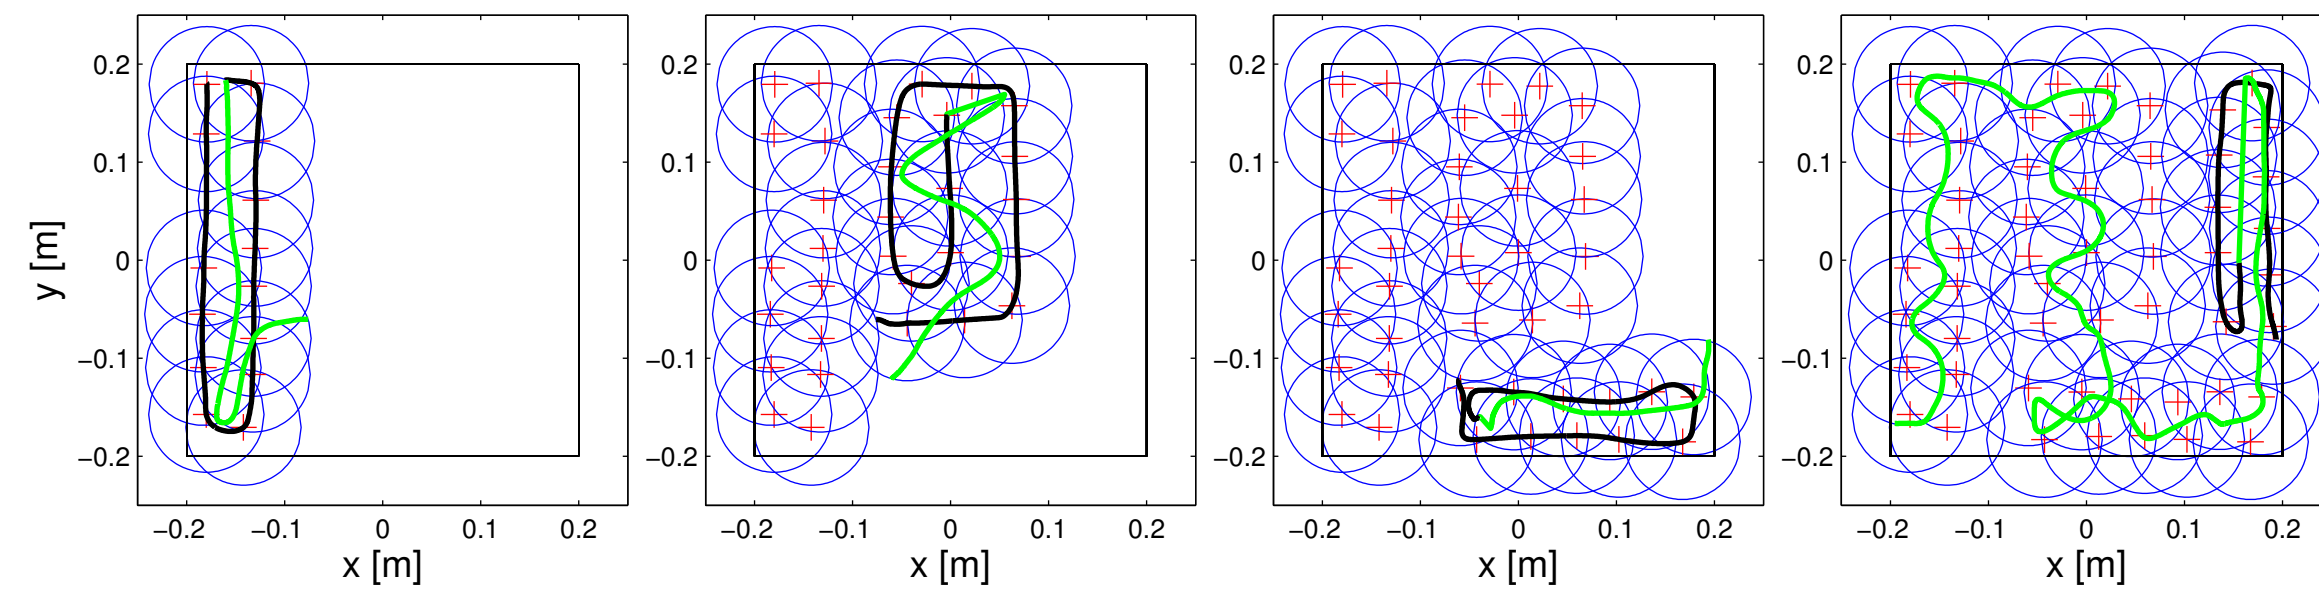 0.2 0.2 0.2 0.2
0.1 0.1 0.1 0.1
y [m] 0 0 0 0
−0.1 −0.1 −0.1 −0.1
−0.2 −0.2 −0.2 −0.2
−0.2 −0.1 0 0.1 0.2 −0.2 −0.1 0 0.1 0.2 −0.2 −0.1 0 0.1 0.2 −0.2 −0.1 0 0.1 0.2
x [m] x [m] x [m] x [m]